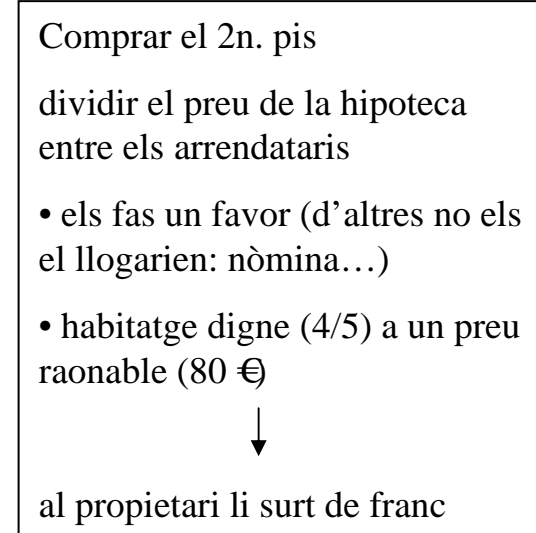 Comprar el 2n. pis
dividir el preu de la hipoteca
entre els arrendataris
• els fas un favor (d’altres no els
el llogarien: nòmina…)
• habitatge digne (4/5) a un preu
raonable (80 €)
al propietari li surt de franc